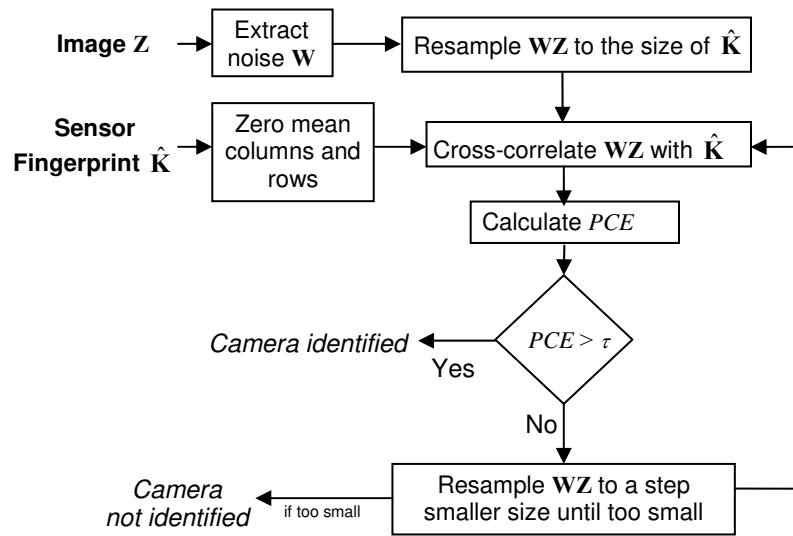 Image Z
Extract
noise W
Resample WZ to the size of K̂
Sensor
Fingerprint K̂
Zero mean
columns and
rows
Cross-correlate WZ with K̂
Calculate PCE
PCE > τ
Camera identified
Yes
No
Camera
not identified
if too small
Resample WZ to a step
smaller size until too small